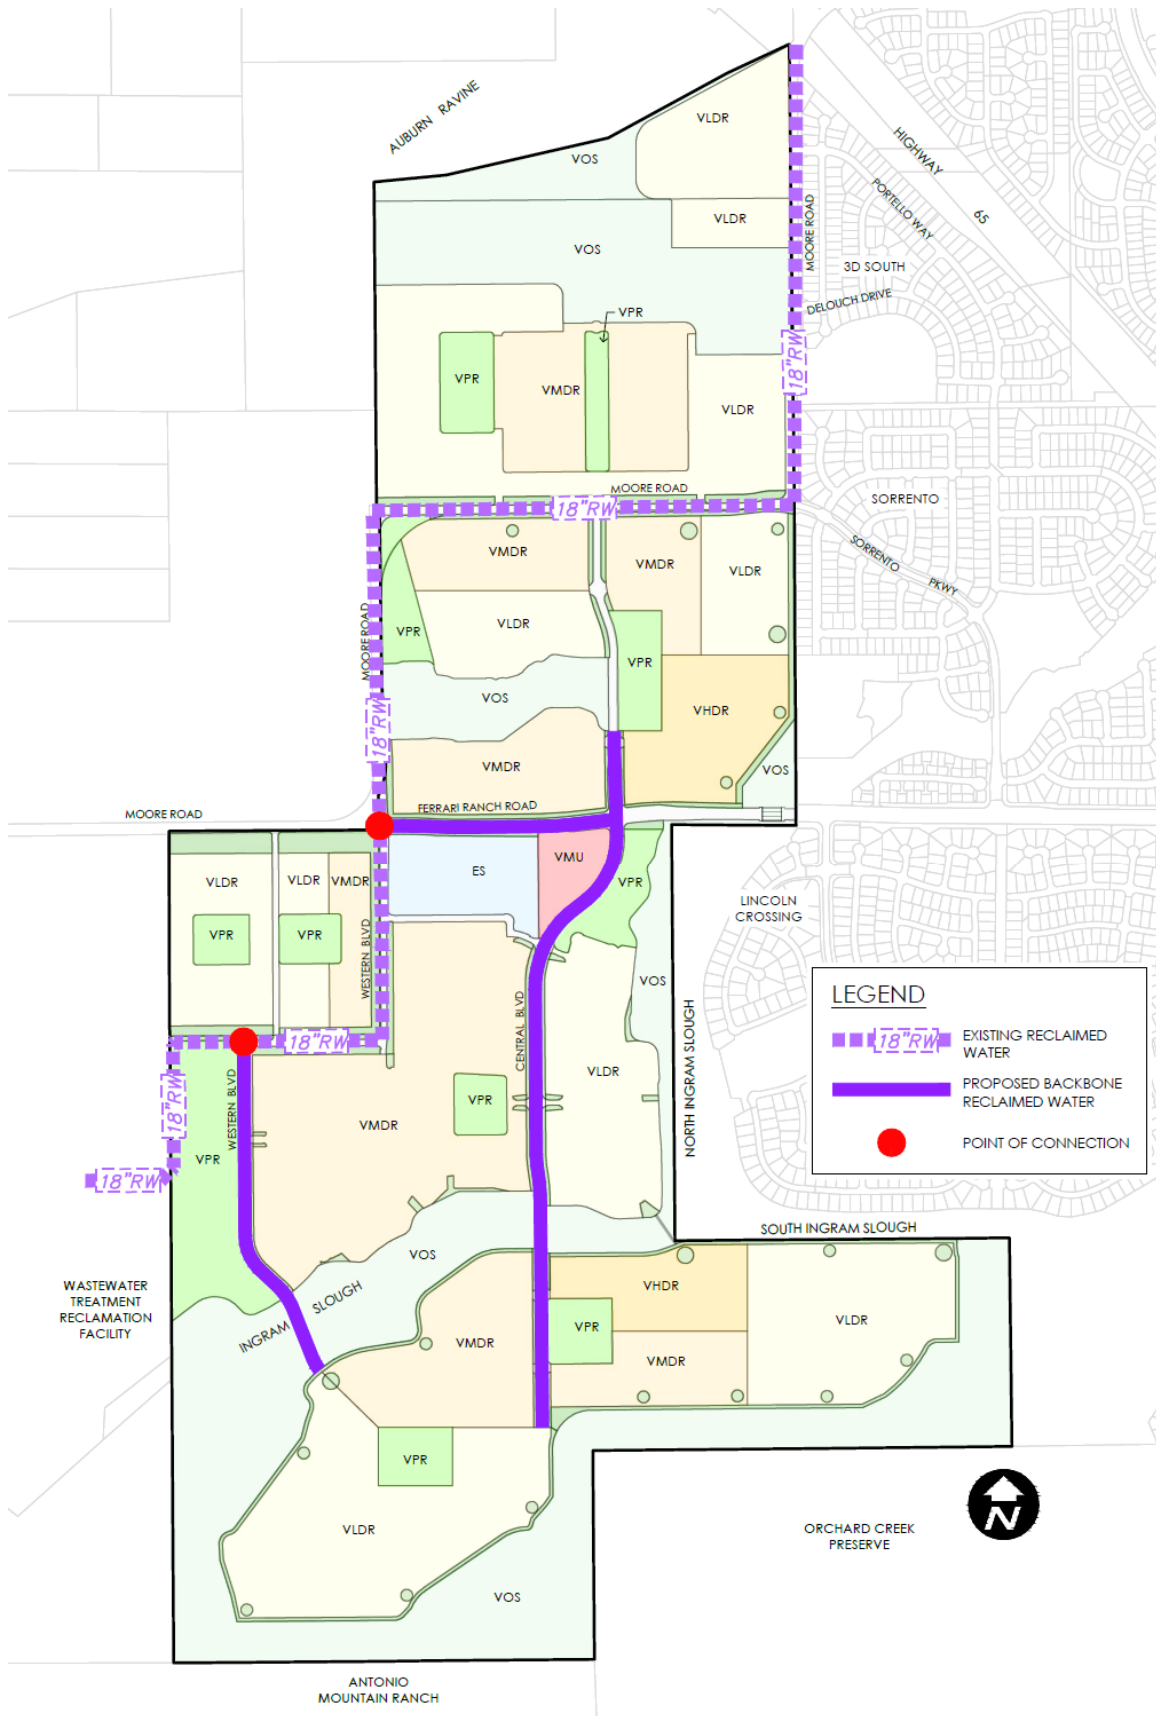 AUBURN RAVINE
VLDR
HIGHWAY
65
VOS
PORTELLO WAY
VLDR
MOORE ROAD
VOS
3D SOUTH
DELOUCH DRIVE
VPR
18"RW
VPR
VMDR
VLDR
MOORE ROAD
18"RW
SORRENTO
SORRENTO
PKWY
VMDR
VMDR
VLDR
MOORE ROAD
VPR
VLDR
VPR
VOS
VHDR
18"RW
VMDR
VOS
FERRARI RANCH ROAD
MOORE ROAD
VMU
ES
VLDR
VLDR
VMDR
VPR
LINCOLN
CROSSING
VPR
VPR
WESTERN BLVD
VOS
NORTH INGRAM SLOUGH
CENTRAL BLVD
18"RW
LEGEND
18"RW
EXISTING RECLAIMED
WATER
PROPOSED BACKBONE
RECLAIMED WATER
POINT OF CONNECTION
VLDR
18"RW
WESTERN BLVD
VPR
VMDR
VPR
18"RW
SOUTH INGRAM SLOUGH
VOS
INGRAM
SLOUGH
WASTEWATER
TREATMENT
RECLAMATION
FACILITY
VHDR
VPR
VLDR
VMDR
VMDR
VPR
VLDR
ORCHARD CREEK
PRESERVE
N
VOS
ANTONIO
MOUNTAIN RANCH